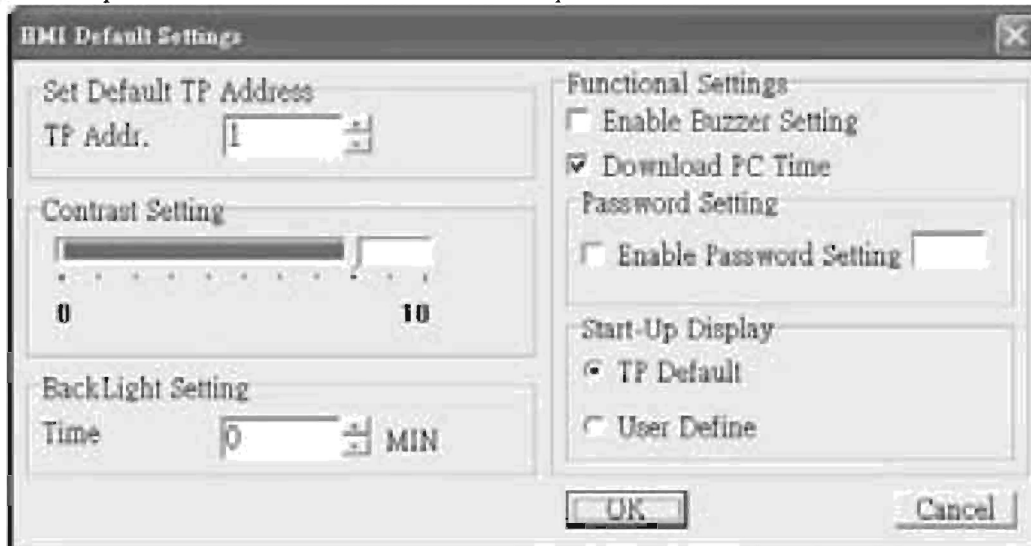 HMI Default Settings
Set Default TP Address
TP Addr. 1
Contrast Setting
0 10
BackLight Setting
Time 0 MIN
Functional Settings
Enable Buzzer Setting
Download PC Time
Password Setting
Enable Password Setting
Start-Up Display
TP Default
User Define
OK Cancel